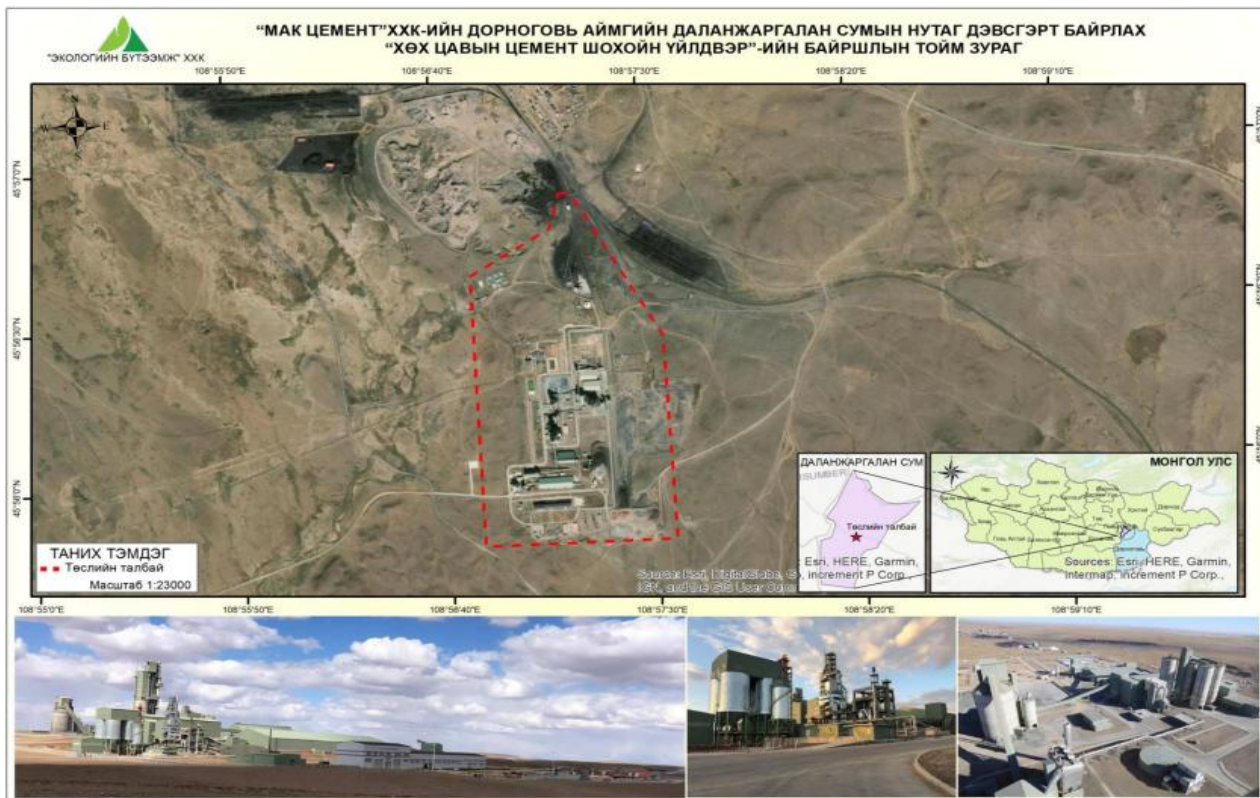 "МАК ЦЕМЕНТ"ХХК-ИЙН ДОРНОГОВЬ АЙМГИЙН ДАЛАНЖАРГАЛАН СУМЫН НУТАГ ДЭВСГЭРТ БАЙРЛАХ
"ХӨХ ЦАВЫН ЦЕМЕНТ ШОХОЙН ҮЙЛДВЭР"-ИЙН БАЙРШЛЫН ТОЙМ ЗУРАГ
"ЭКОЛОГИЙН БҮТЭЭМЖ" ХХК
108°55'50"E 108°56'40"E 108°57'30"E 108°58'20"E 109°59'10"E
N
W E
S
45°57'0"N
45°56'30"N
45°56'0"N
ДАЛАНЖАРГАЛАН СУМ
Төслийн талбай
Esri, HERE, Garmin,
increment P Corp.,
МОНГОЛ УЛС
Sources: Esri, HERE, Garmin,
Intermap, increment P Corp.,
ТАНИХ ТЭМДЭГ
Төслийн талбай
Масштаб 1:23000
108°55'0"E 108°55'50"E 108°56'40"E 108°57'30"E 108°58'20"E 108°59'10"E